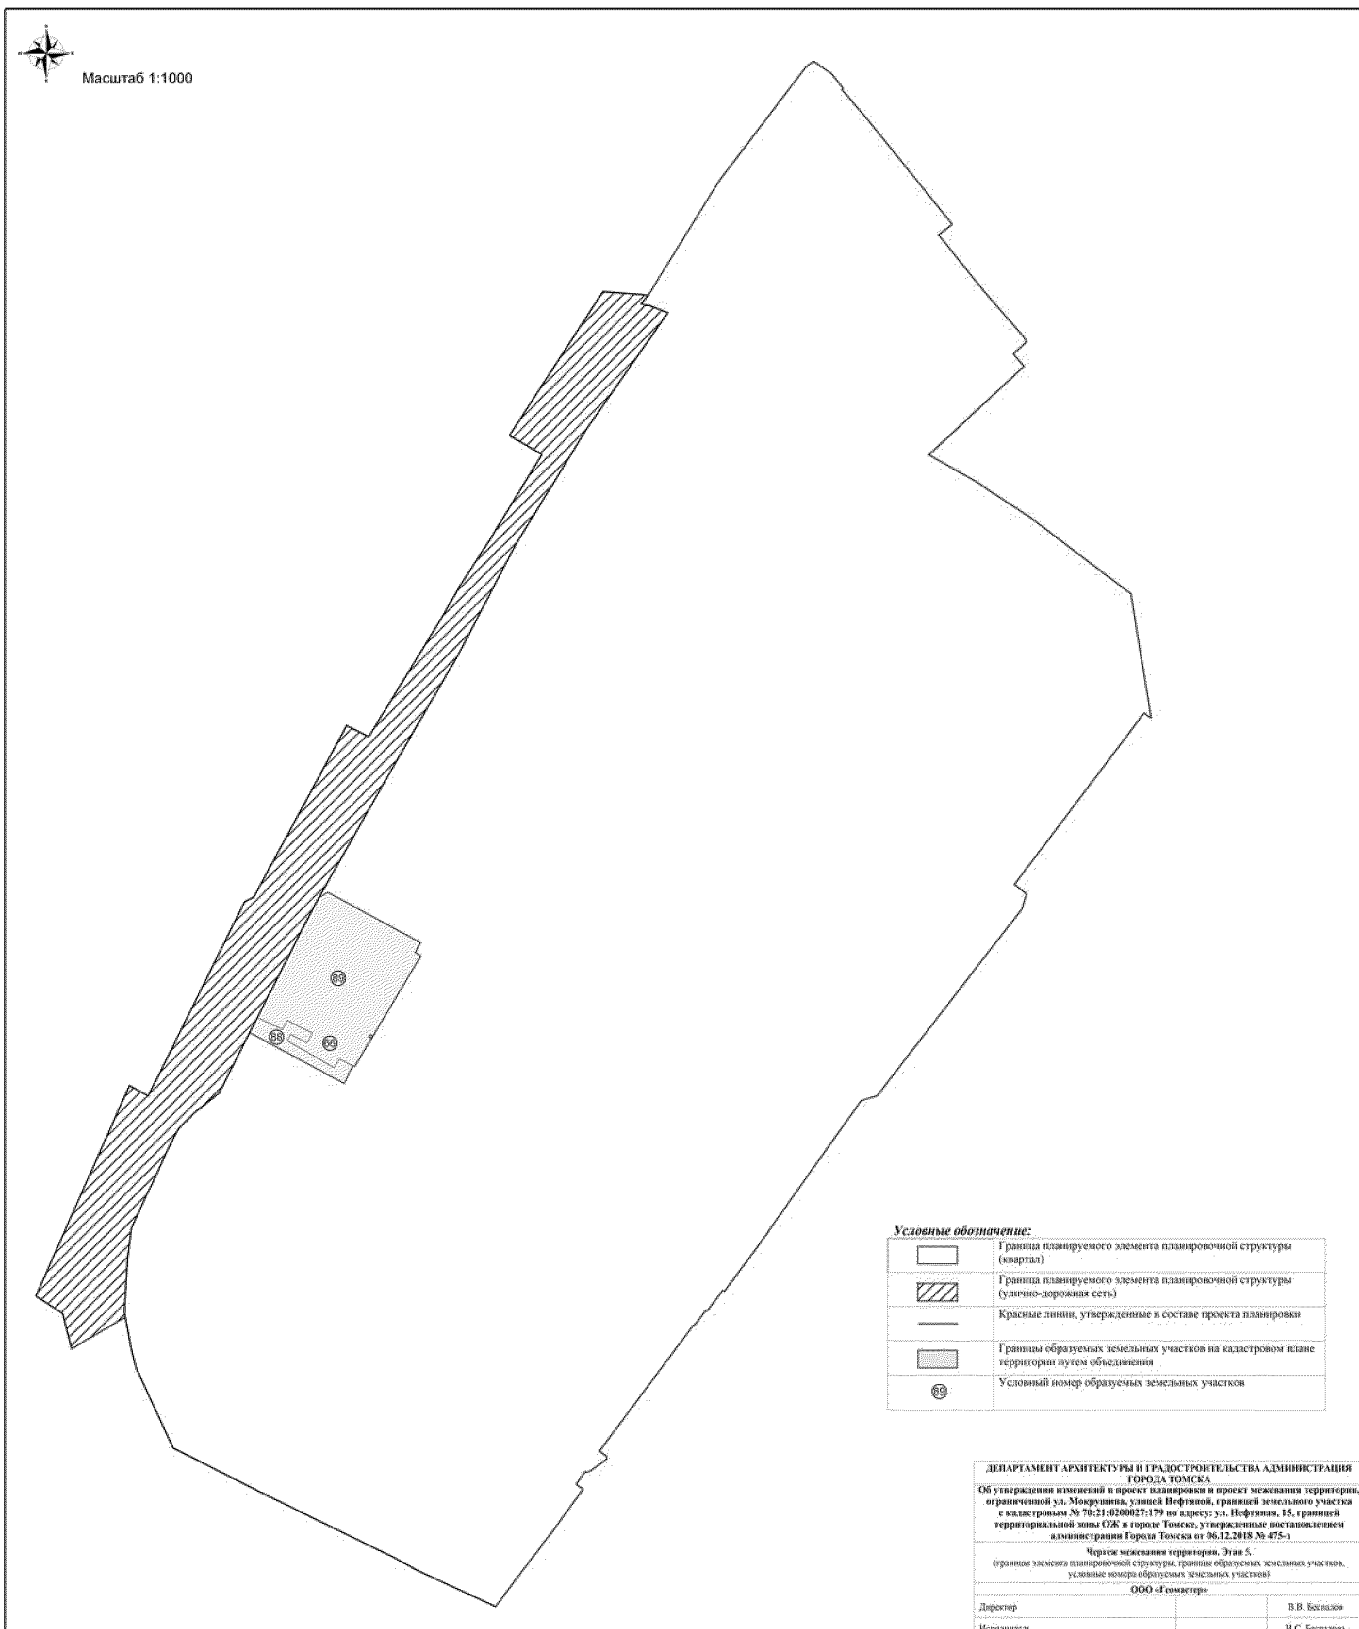 Масштаб 1:1000
89
88
66
Условные обозначение:
Граница планируемого элемента планировочной структуры
(квартал)
Граница планируемого элемента планировочной структуры
(улично-дорожная сеть)
Красные линии, утвержденные в составе проекта планировки
Границы образуемых земельных участков на кадастровом плане
территории путем объединения
89
Условный номер образуемых земельных участков
ДЕПАРТАМЕНТ АРХИТЕКТУРЫ И ГРАДОСТРОИТЕЛЬСТВА АДМИНИСТРАЦИЯ
ГОРОДА ТОМСКА
Об утверждении изменений в проект планировки и проект межевания территории,
ограниченной ул. Мокрушина, улицей Нефтяной, границей земельного участка
с кадастровым № 70:21:0200027:179 по адресу: ул. Нефтяная, 15, границей
территориальной зоны ОЖ в городе Томске, утвержденные постановлением
администрации Города Томска от 06.12.2018 № 475-з
Чертеж межевания территории. Этап 5.
(границы элемента планировочной структуры, границы образуемых земельных участков,
условные номера образуемых земельных участков)
ООО «Геомастер»
Директор В.В. Беспалов
Исполнитель